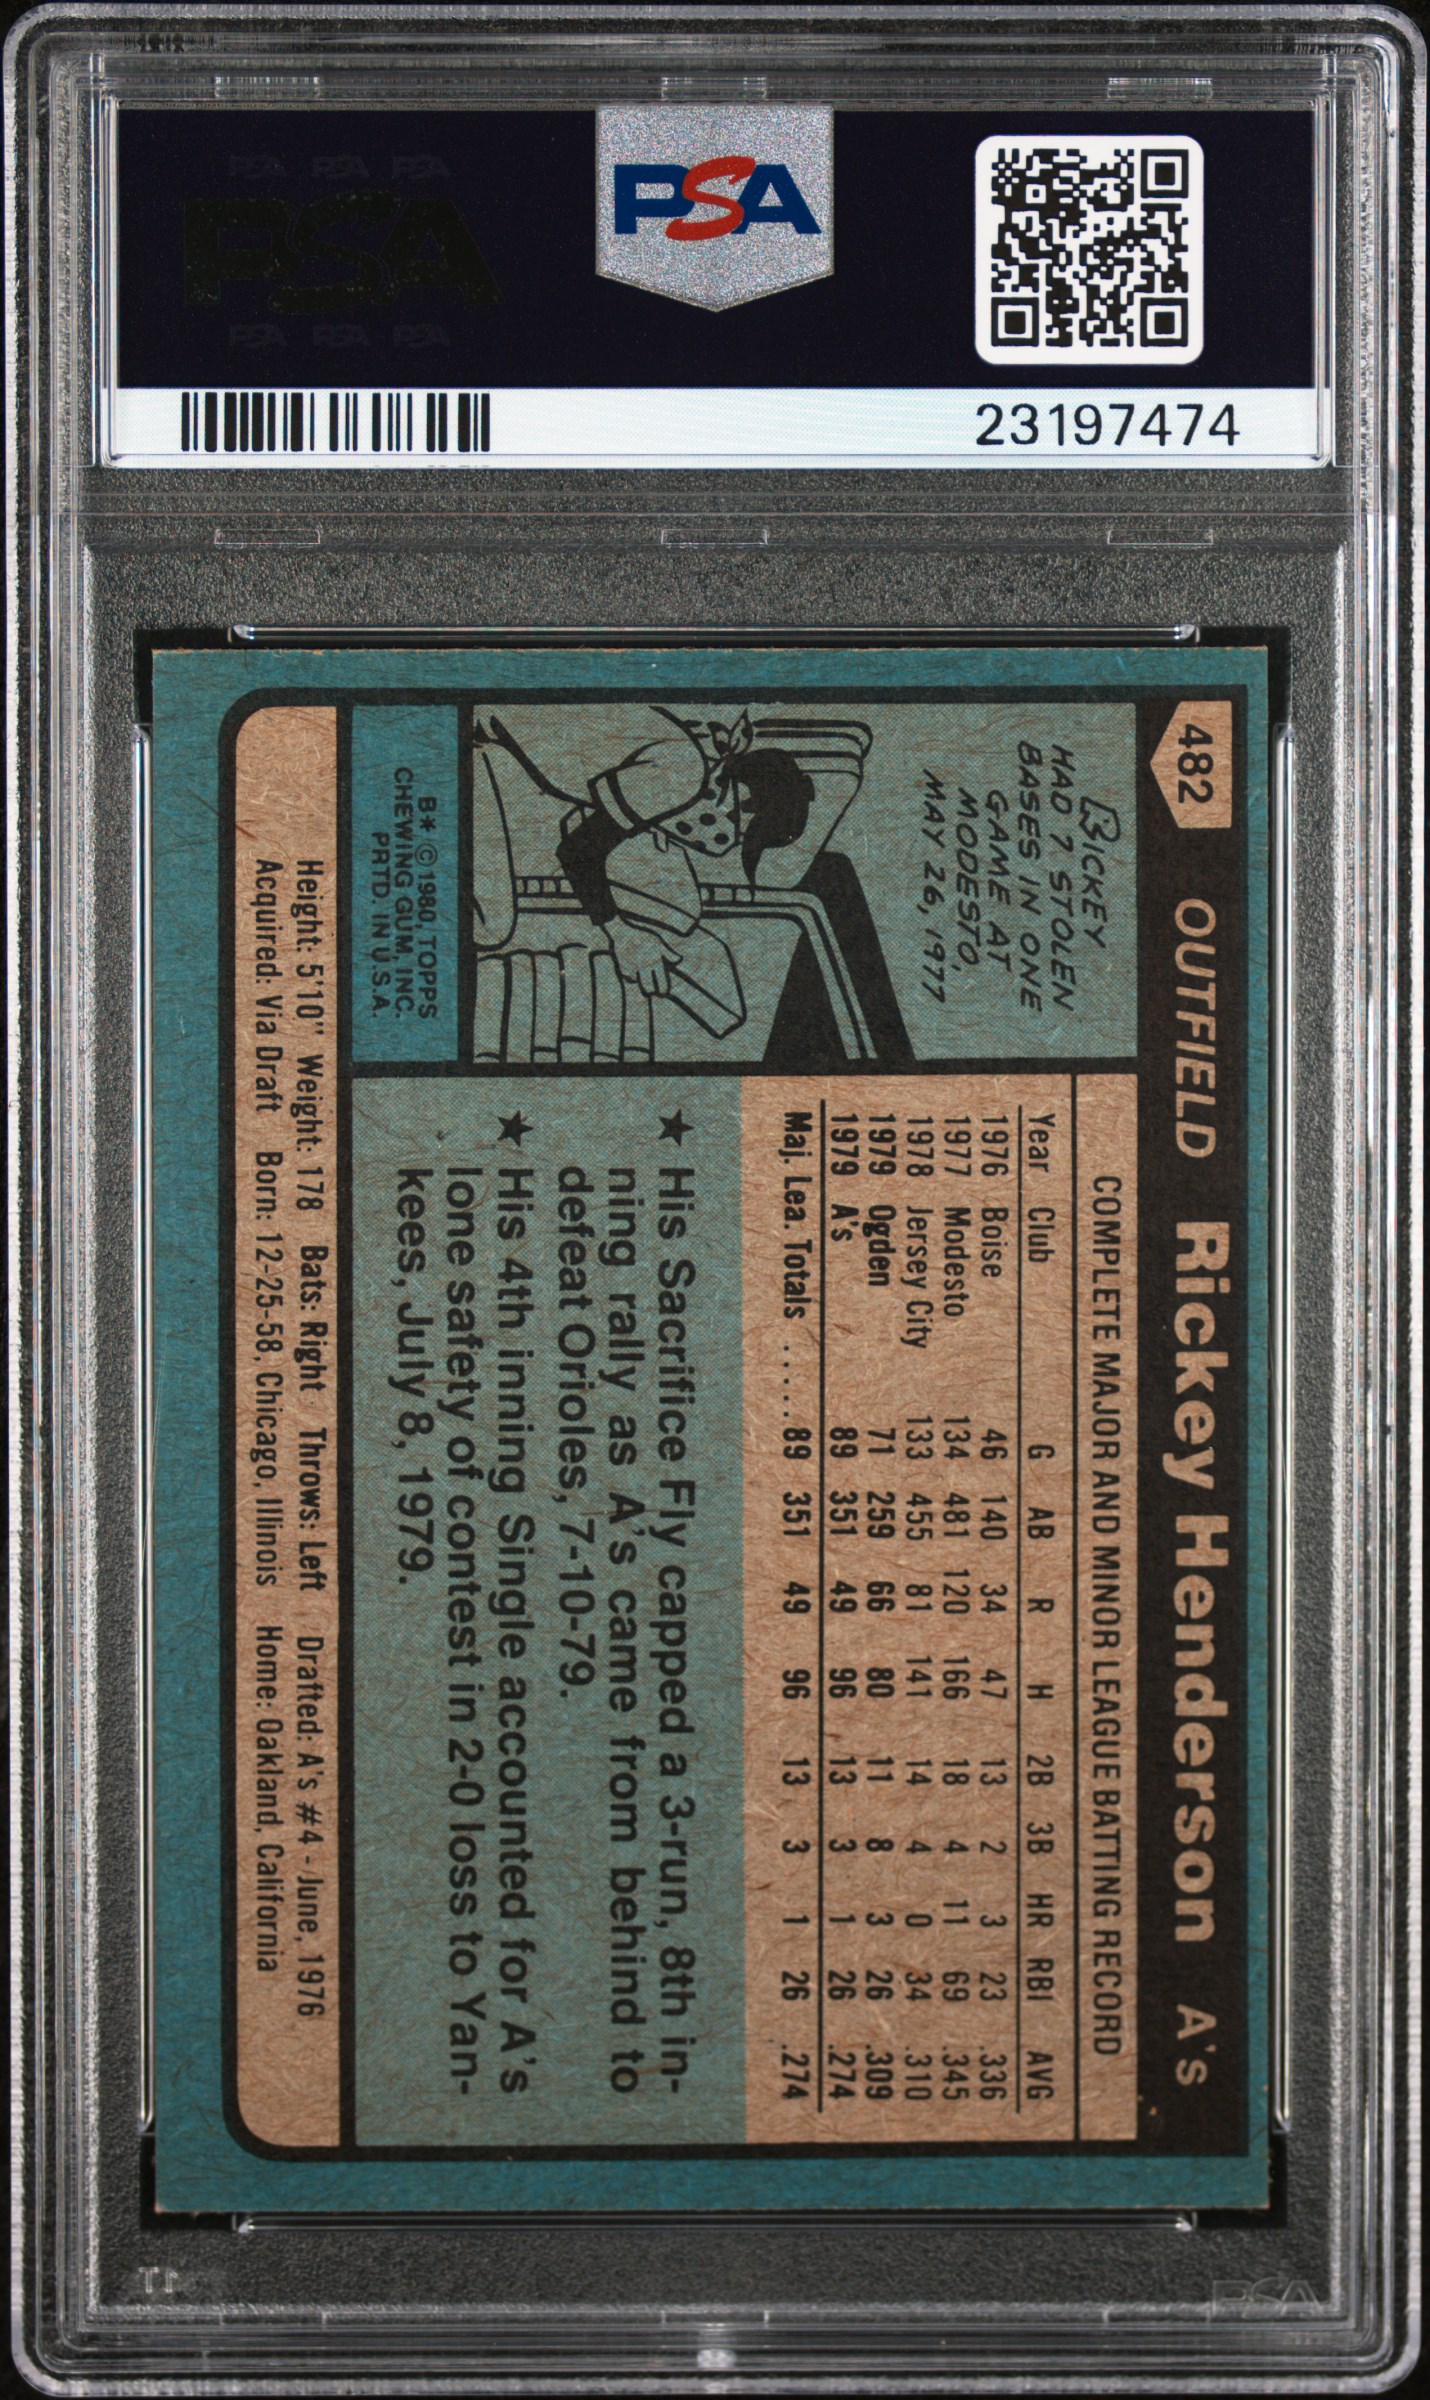 PSA PSA PSA
PSA
PSA PSA PSA
PSA
23197474
482 OUTFIELD Rickey Henderson A's
RICKEY
HAD 7 STOLEN
BASES IN ONE
GAME AT
MODESTO,
MAY 26, 1977
B* © 1980, TOPPS
CHEWING GUM, INC.
PRTD. IN U.S.A.
COMPLETE MAJOR AND MINOR LEAGUE BATTING RECORD
Year Club G AB R H 2B 3B HR RBI AVG
1976 Boise 46 140 34 47 13 2 3 23 .336
1977 Modesto 134 481 120 166 18 4 11 69 .345
1978 Jersey City 133 455 81 141 14 4 0 34 .310
1979 Ogden 71 259 66 80 11 8 3 26 .309
1979 A's 89 351 49 96 13 3 1 26 .274
Maj. Lea. Totals ......89 351 49 96 13 3 1 26 .274
★ His Sacrifice Fly capped a 3-run, 8th in-
ning rally as A's came from behind to
defeat Orioles, 7-10-79.
★ His 4th inning Single accounted for A's
lone safety of contest in 2-0 loss to Yan-
kees, July 8, 1979.
Height: 5'10" Weight: 178 Bats: Right Throws: Left Drafted: A's #4 - June, 1976
Acquired: Via Draft Born: 12-25-58, Chicago, Illinois Home: Oakland, California
PSA